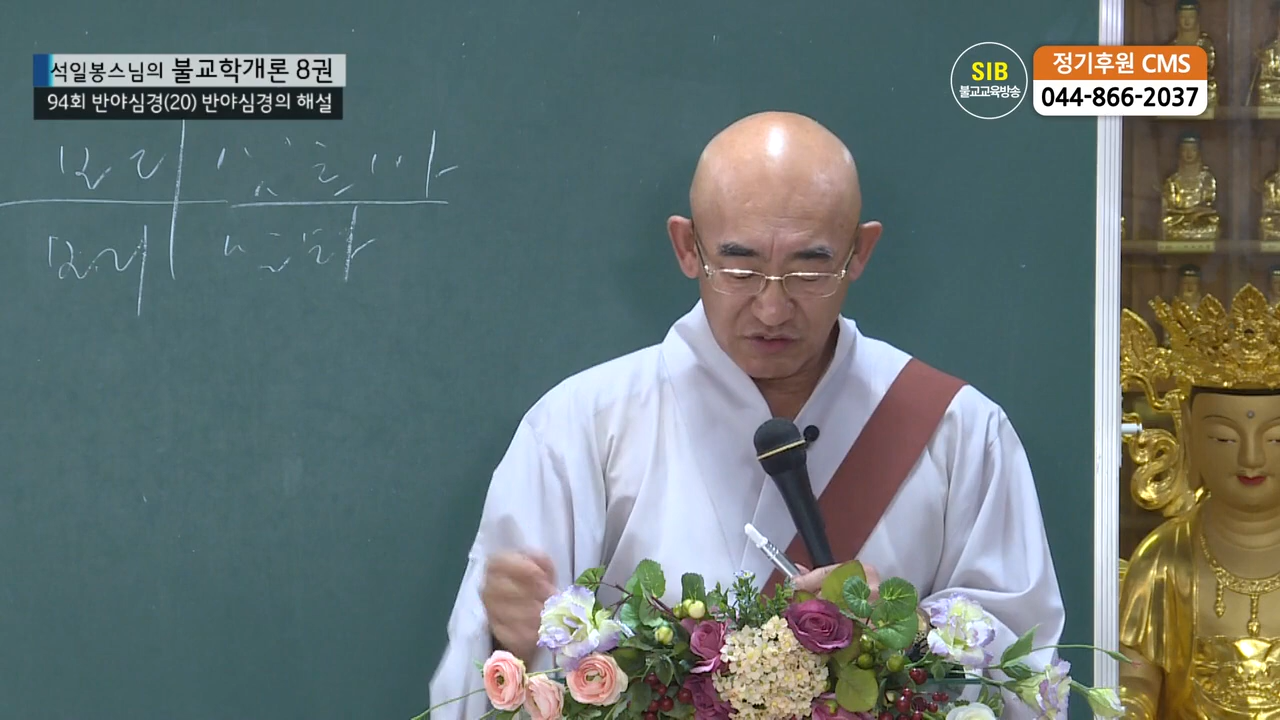 석일봉스님의 불교학개론 8권
94회 반야심경(20) 반야심경의 해설
SIB
불교교육방송
정기후원 CMS
044-866-2037